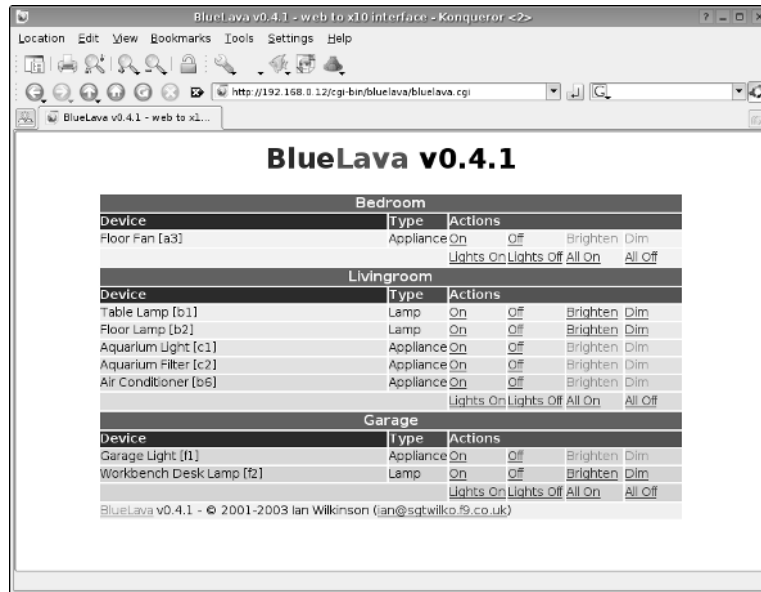 BlueLava v0.4.1 - web to x10 interface - Konqueror <2>
Location Edit View Bookmarks Tools Settings Help
http://192.168.0.12/cgi-bin/bluelava/bluelava.cgi
BlueLava v0.4.1 - web to x1...
BlueLava v0.4.1
Bedroom
Device Type Actions
Floor Fan [a3] Appliance On Off Brighten Dim
Lights On Lights Off All On All Off
Livingroom
Device Type Actions
Table Lamp [b1] Lamp On Off Brighten Dim
Floor Lamp [b2] Lamp On Off Brighten Dim
Aquarium Light [c1] Appliance On Off Brighten Dim
Aquarium Filter [c2] Appliance On Off Brighten Dim
Air Conditioner [b6] Appliance On Off Brighten Dim
Lights On Lights Off All On All Off
Garage
Device Type Actions
Garage Light [f1] Appliance On Off Brighten Dim
Workbench Desk Lamp [f2] Lamp On Off Brighten Dim
Lights On Lights Off All On All Off
BlueLava v0.4.1 - © 2001-2003 Ian Wilkinson (ian@sgtwilko.f9.co.uk)